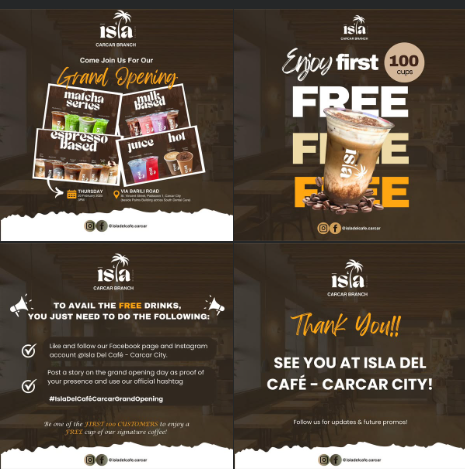 isla
CARCAR BRANCH
Come Join Us For Our
Grand Opening
matcha
series
milk
based
espresso
based
juice
hot
THURSDAY
VIA BARILI ROAD
@isladelcafe.carcar
isla
CARCAR BRANCH
Enjoy first 100
cups
FREE
FREE
FREE
isla
@isladelcafe.carcar
isla
CARCAR BRANCH
TO AVAIL THE FREE DRINKS,
YOU JUST NEED TO DO THE FOLLOWING:
Like and follow our Facebook page and Instagram
account @Isla Del Café - Carcar City.
Post a story on the grand opening day as proof of
your presence and use our official hashtag
#IslaDelCaféCarcarGrandOpening
Be one of the FIRST 100 CUSTOMERS to enjoy a
FREE cup of our signature coffee!
@isladelcafe.carcar
isla
CARCAR BRANCH
Thank You!!
SEE YOU AT ISLA DEL
CAFÉ - CARCAR CITY!
Follow us for updates & future promos!
@isladelcafe.carcar